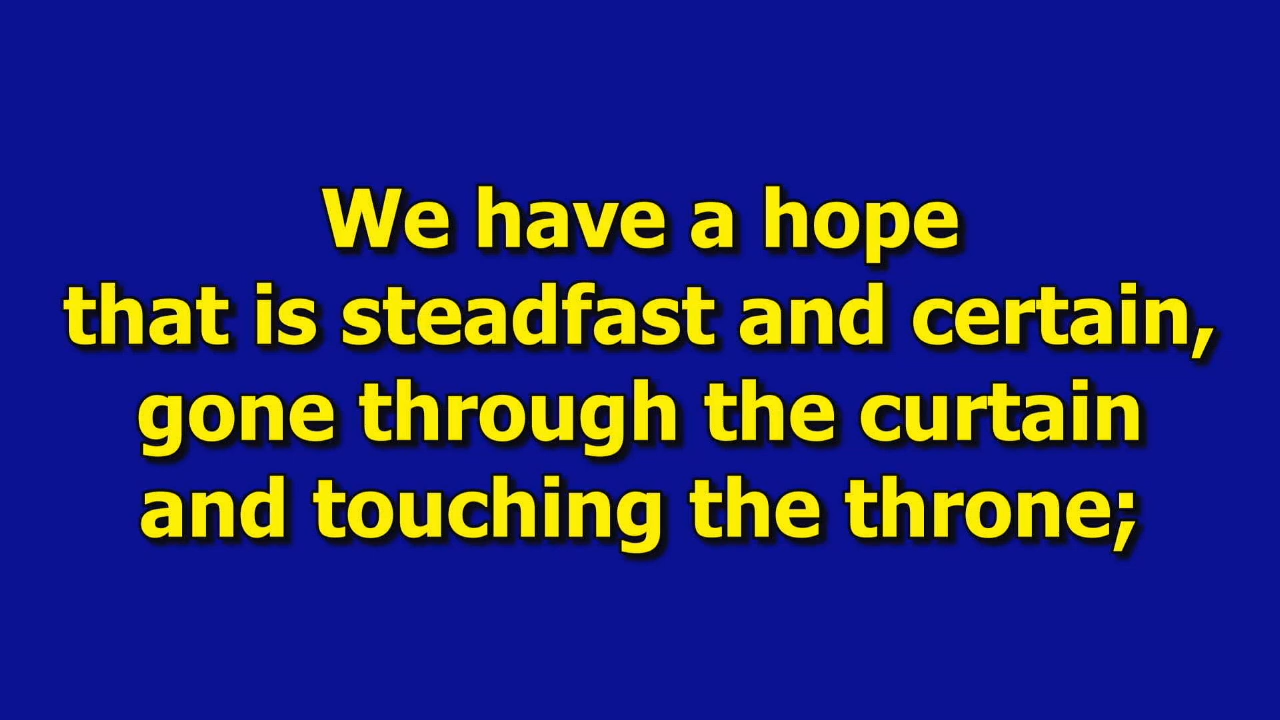 We have a hope
that is steadfast and certain,
gone through the curtain
and touching the throne;